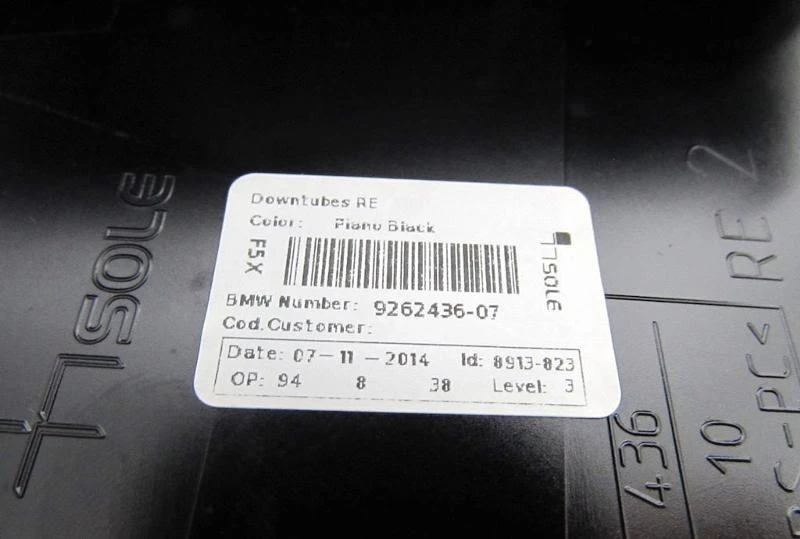 Downtubes RE
Color: Piano Black
F5X
SOLE
BMW Number: 9262436-07
Cod.Customer:
Date: 07-11-2014 Id: 8913-823
OP: 94 8 38 Level: 3
SOLE
RE 2
436
10
-PC<